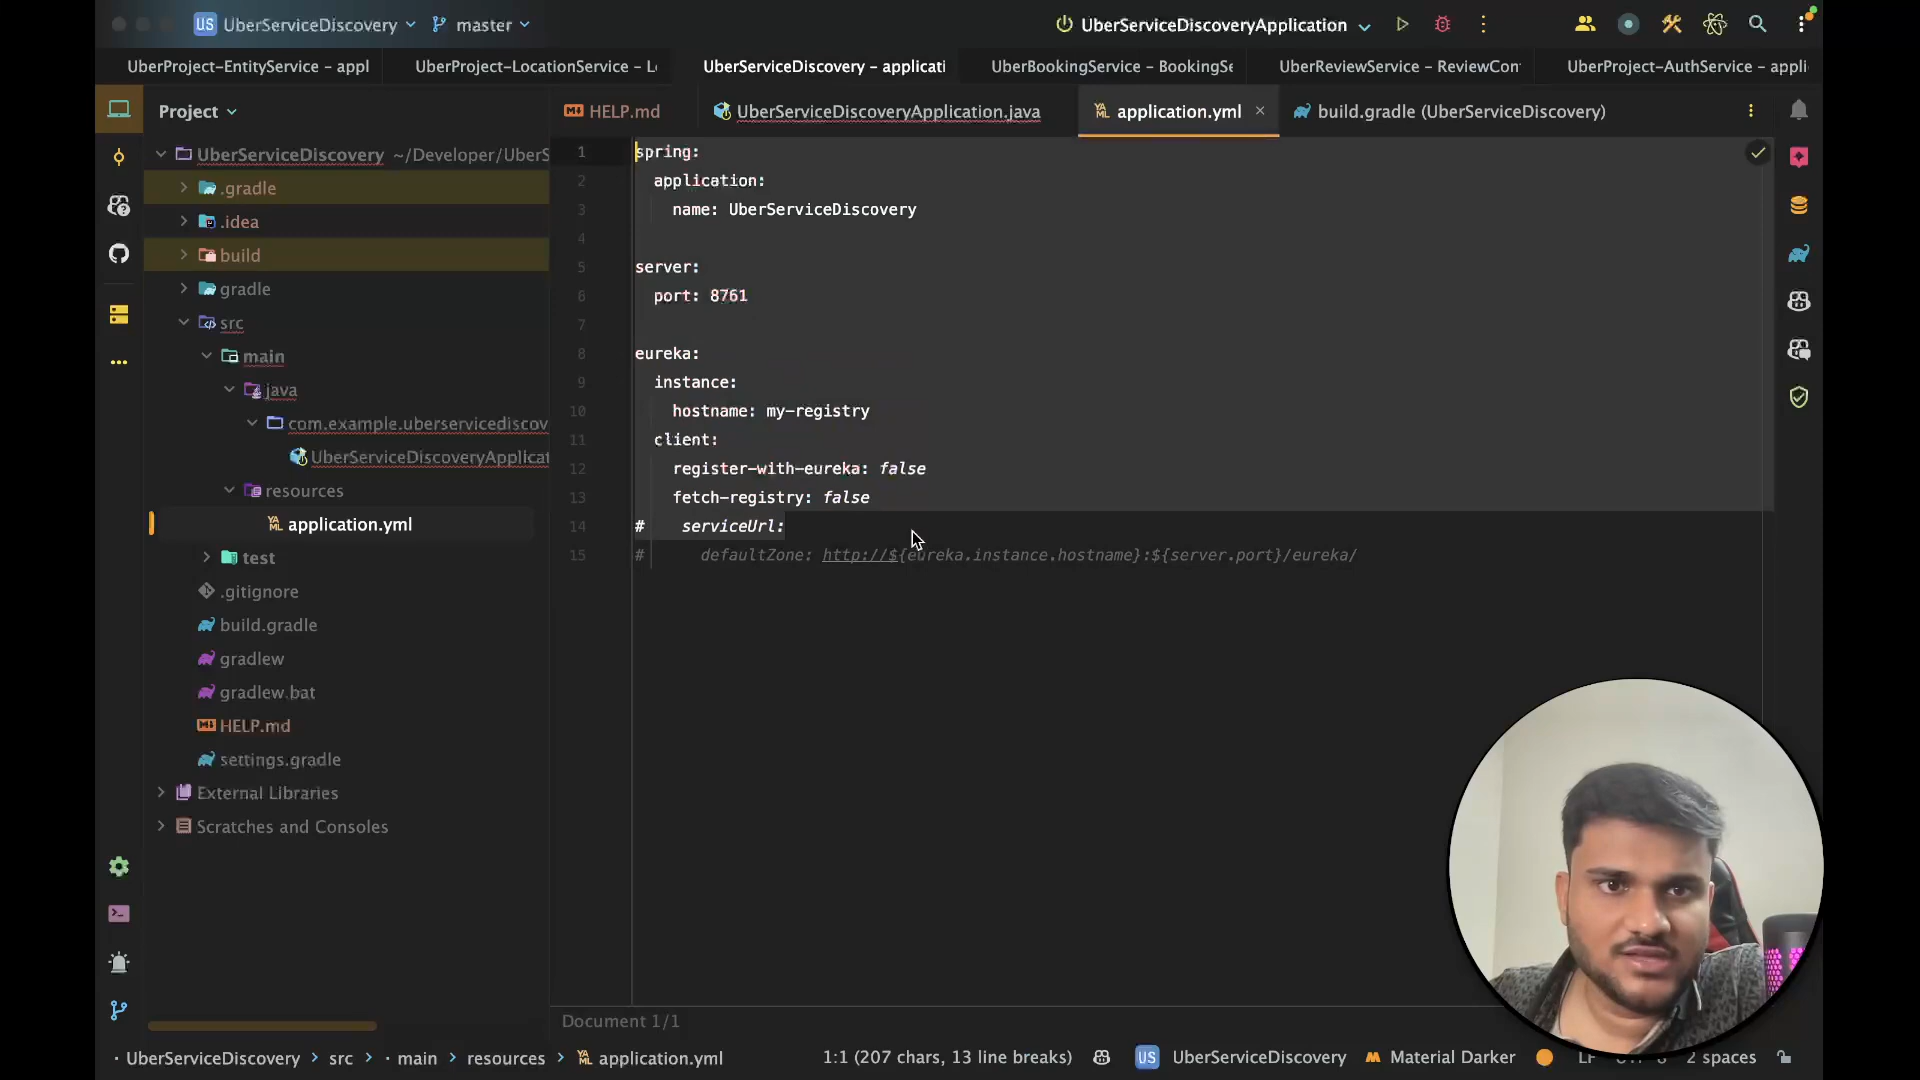 US UberServiceDiscovery master UberServiceDiscoveryApplication
UberProject-EntityService – appl UberProject-LocationService – L UberServiceDiscovery – applicati UberBookingService – BookingSe UberReviewService – ReviewCon UberProject-AuthService – appli
Project HELP.md UberServiceDiscoveryApplication.java application.yml build.gradle (UberServiceDiscovery)
UberServiceDiscovery ~/Developer/UberS
.gradle
.idea
build
gradle
src
main
java
com.example.uberservicediscov
UberServiceDiscoveryApplicat
resources
application.yml
test
.gitignore
build.gradle
gradlew
gradlew.bat
HELP.md
settings.gradle
External Libraries
Scratches and Consoles
1 spring:
2 application:
3 name: UberServiceDiscovery
4
5 server:
6 port: 8761
7
8 eureka:
9 instance:
10 hostname: my-registry
11 client:
12 register-with-eureka: false
13 fetch-registry: false
14 # serviceUrl:
15 # defaultZone: http://${eureka.instance.hostname}:${server.port}/eureka/
Document 1/1
UberServiceDiscovery > src > main > resources > application.yml 1:1 (207 chars, 13 line breaks) US UberServiceDiscovery Material Darker LF 2 spaces